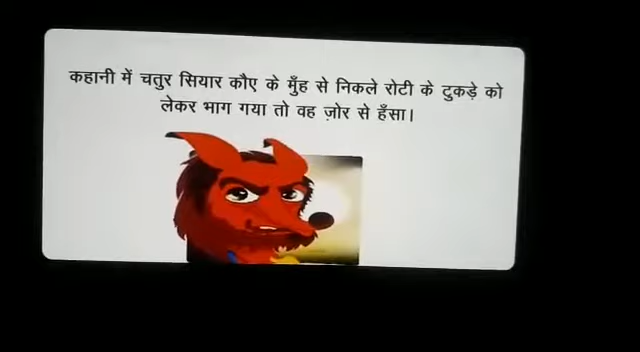 कहानी में चतुर सियार कौए के मुँह से निकले रोटी के टुकड़े को
लेकर भाग गया तो वह ज़ोर से हँसा।